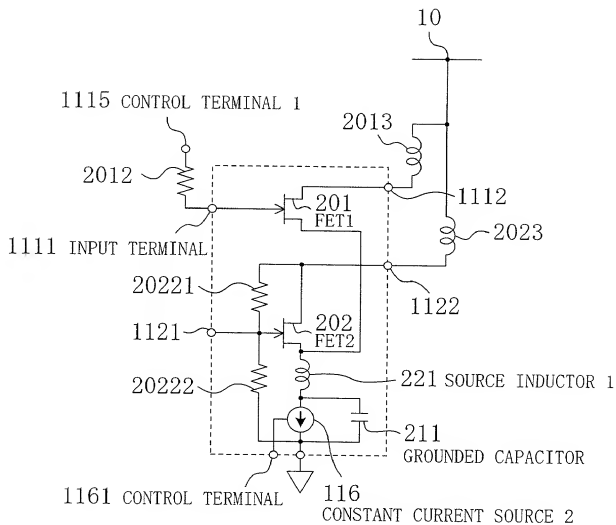 10
1115 CONTROL TERMINAL 1
2013
2012
201
FET1
1112
1111 INPUT TERMINAL
2023
20221
1122
1121
202
FET2
221 SOURCE INDUCTOR 1
20222
211
GROUNDED CAPACITOR
1161 CONTROL TERMINAL
116
CONSTANT CURRENT SOURCE 2